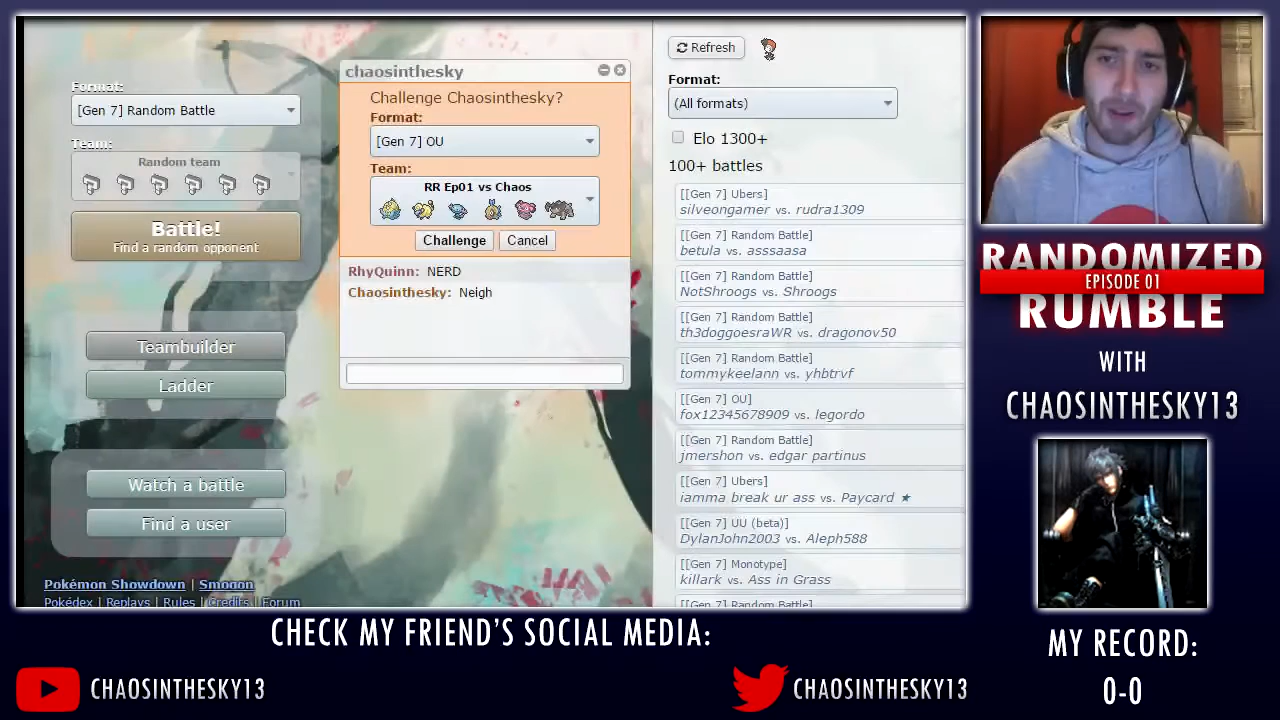 Format:
[Gen 7] Random Battle
Team:
Random team
Battle!
Find a random opponent
Teambuilder
Ladder
Watch a battle
Find a user
Pokémon Showdown | Smogon
Pokédex | Replays | Rules | Credits | Forum
chaosinthesky
Challenge Chaosinthesky?
Format:
[Gen 7] OU
Team:
RR Ep01 vs Chaos
Challenge Cancel
RhyQuinn: NERD
Chaosinthesky: Neigh
Refresh
Format:
(All formats)
Elo 1300+
100+ battles
[[Gen 7] Ubers]
silveongamer vs. rudra1309
[[Gen 7] Random Battle]
betula vs. asssaasa
[[Gen 7] Random Battle]
NotShroogs vs. Shroogs
[[Gen 7] Random Battle]
th3doggoesraWR vs. dragonov50
[[Gen 7] Random Battle]
tommykeelann vs. yhbtrvf
[[Gen 7] OU]
fox12345678909 vs. legordo
[[Gen 7] Random Battle]
jmershon vs. edgar partinus
[[Gen 7] Ubers]
iamma break ur ass vs. Paycard ★
[[Gen 7] UU (beta)]
DylanJohn2003 vs. Aleph588
[[Gen 7] Monotype]
killark vs. Ass in Grass
[[Gen 7] Random Battle]
RANDOMIZED
EPISODE 01
RUMBLE
WITH
CHAOSINTHESKY13
MY RECORD:
0-0
CHECK MY FRIEND'S SOCIAL MEDIA:
CHAOSINTHESKY13
CHAOSINTHESKY13